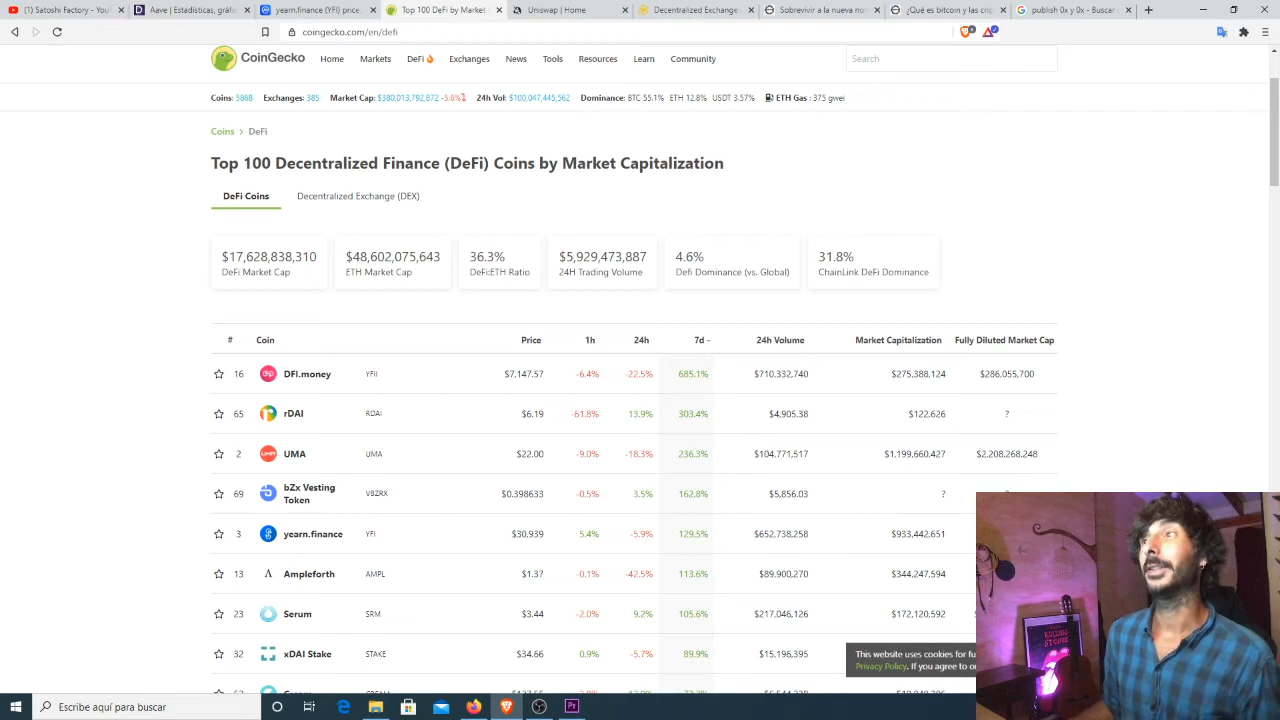 (1) Satoshi Factory - YouTube
Aave | Estadísticas, gráficos y g
yearn.finance (YFI) price, marke
Top 100 DeFi by Market Capitaliz
Uniswap | Home
Decentralized Exchange (DEX)
Sobrevivir a la nueva norm
¿Qué es bitcoin y las inga
publish 0y x 0x - Buscar
coingecko.com/en/defi
CoinGecko
Home
Markets
DeFi
Exchanges
News
Tools
Resources
Learn
Community
Search
Coins: 5868
Exchanges: 385
Market Cap: $380,013,792,872 -5.6%
24h Vol: $100,047,445,562
Dominance: BTC 55.1% ETH 12.8% USDT 3.57%
ETH Gas : 375 gwei
Coins > DeFi
Top 100 Decentralized Finance (DeFi) Coins by Market Capitalization
DeFi Coins
Decentralized Exchange (DEX)
$17,628,838,310
DeFi Market Cap
$48,602,075,643
ETH Market Cap
36.3%
DeFi:ETH Ratio
$5,929,473,887
24H Trading Volume
4.6%
Defi Dominance (vs. Global)
31.8%
ChainLink DeFi Dominance
# Coin Price 1h 24h 7d 24h Volume Market Capitalization Fully Diluted Market Cap
16 DFI.money YFII $7,147.57 -6.4% -22.5% 685.1% $710,332,740 $275,388,124 $286,055,700
65 rDAI RDAI $6.19 -61.8% 13.9% 303.4% $4,905.38 $122,626 ?
2 UMA UMA $22.00 -9.0% -18.3% 236.3% $104,771,517 $1,199,660,427 $2,208,268,248
69 bZx Vesting Token VBZRX $0.398633 -0.5% 3.5% 162.8% $5,856.03 ?
3 yearn.finance YFI $30,939 5.4% -5.9% 129.5% $652,738,258 $933,442,651
13 Ampleforth AMPL $1.37 -0.1% -42.5% 113.6% $89,900,270 $344,247,594
23 Serum SRM $3.44 -2.0% 9.2% 105.6% $217,046,126 $172,120,592
32 xDAI Stake STAKE $34.66 0.9% -5.7% 89.9% $15,196,395
This website uses cookies for fu
Privacy Policy. If you agree to o
Escribe aquí para buscar